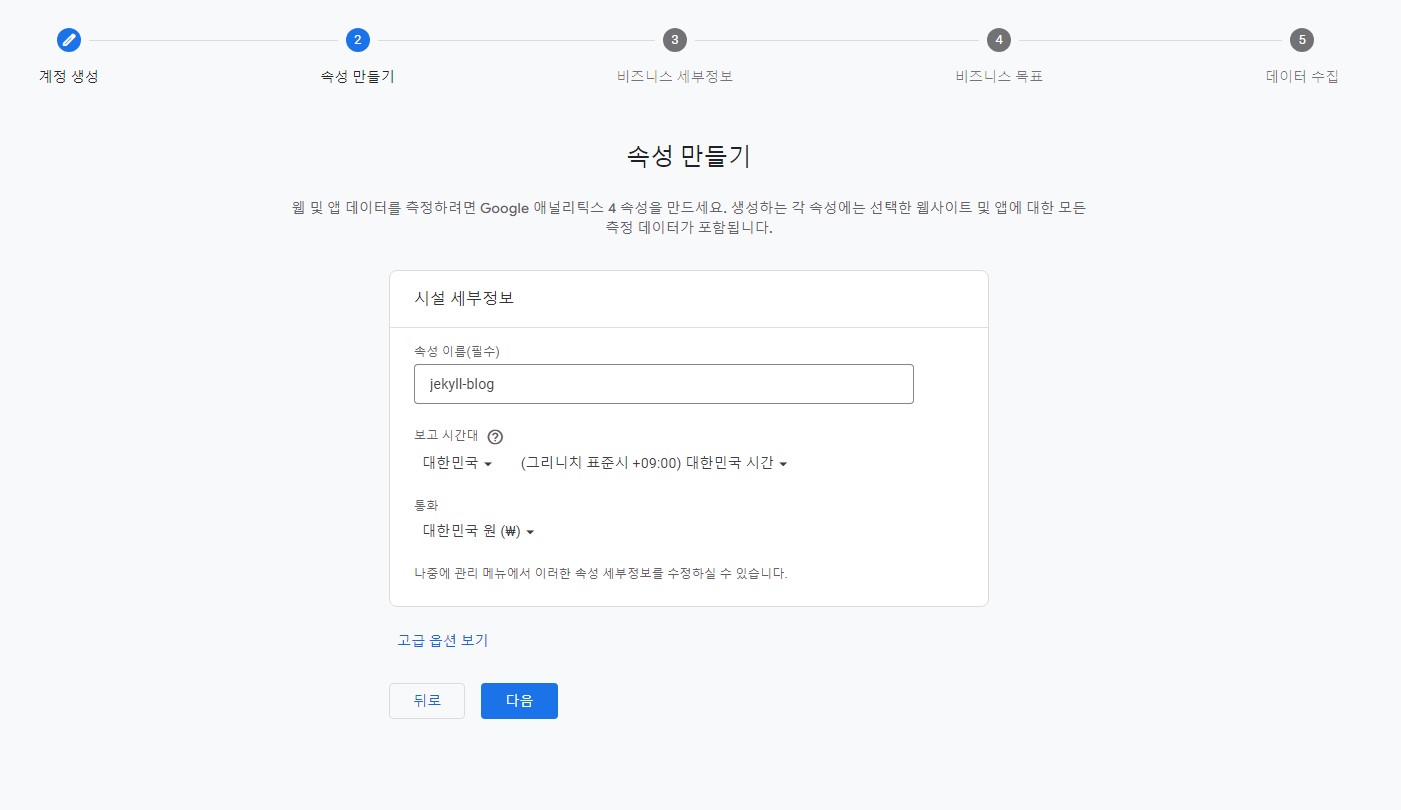 2
3
4
5
계정 생성
속성 만들기
비즈니스 세부정보
비즈니스 목표
데이터 수집
속성 만들기
웹 및 앱 데이터를 측정하려면 Google 애널리틱스 4 속성을 만드세요. 생성하는 각 속성에는 선택한 웹사이트 및 앱에 대한 모든
측정 데이터가 포함됩니다.
시설 세부정보
속성 이름(필수)
jekyll-blog
보고 시간대 ?
대한민국 (그리니치 표준시 +09:00) 대한민국 시간
통화
대한민국 원 (₩)
나중에 관리 메뉴에서 이러한 속성 세부정보를 수정하실 수 있습니다.
고급 옵션 보기
뒤로
다음